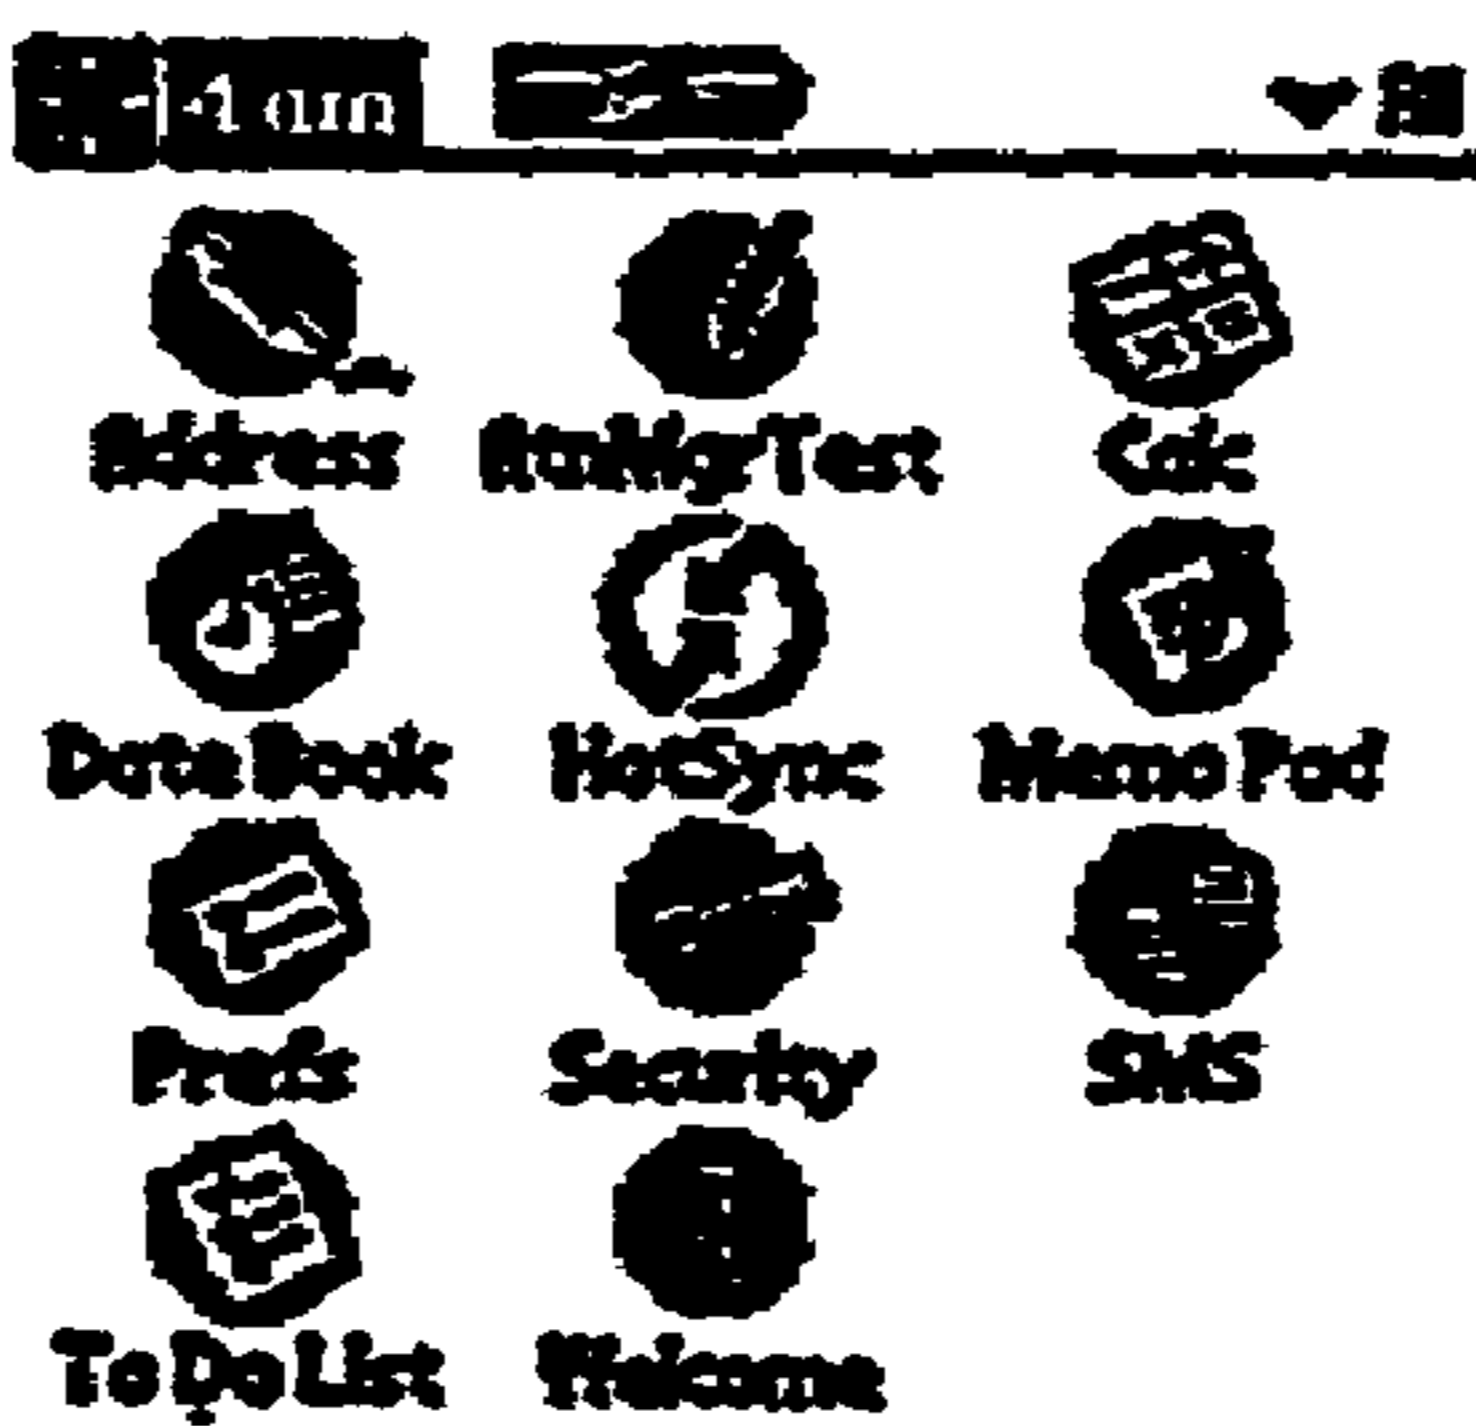 Address
Calc
Date Book HotSync Memo Pad
Prefs Security SMS
To Do List Welcome